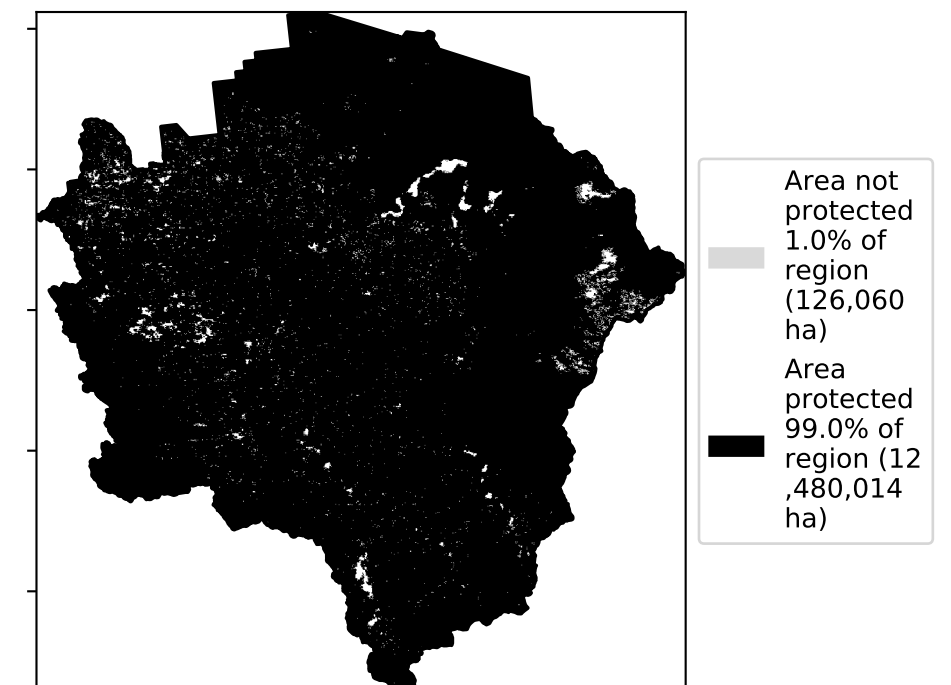 Area not
protected
1.0% of
region
(126,060
ha)
Area
protected
99.0% of
region (12
,480,014
ha)